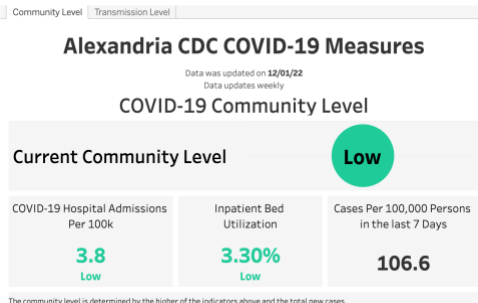 Community Level Transmission Level
Alexandria CDC COVID-19 Measures
Data was updated on 12/01/22
Data updates weekly
COVID-19 Community Level
Current Community Level Low
COVID-19 Hospital Admissions
Per 100k
3.8
Low
Inpatient Bed
Utilization
3.30%
Low
Cases Per 100,000 Persons
in the last 7 Days
106.6
The community level is determined by the higher of the indicators above and the total new cases.